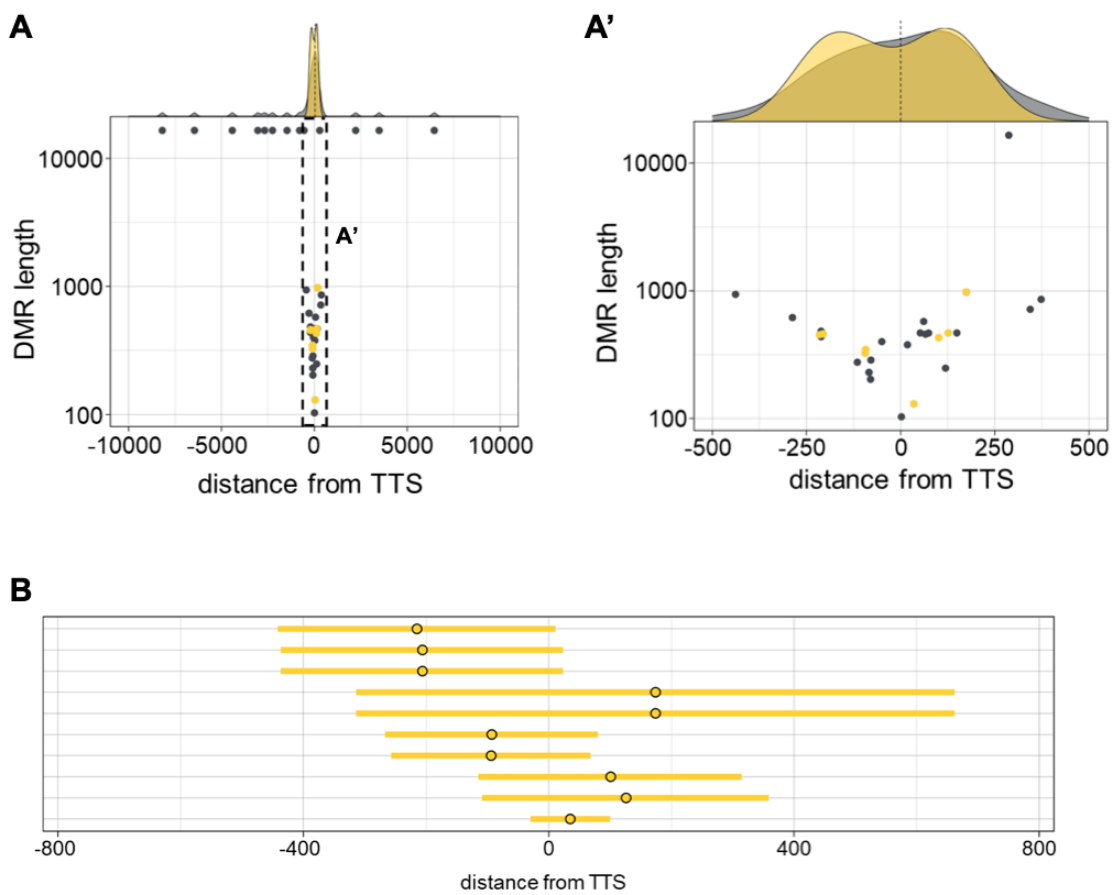 A
A'
10000
1000
100
DMR length
A'
-10000 -5000 0 5000 10000
distance from TTS
10000
1000
100
DMR length
-500 -250 0 250 500
distance from TTS
B
-800 -400 0 400 800
distance from TTS